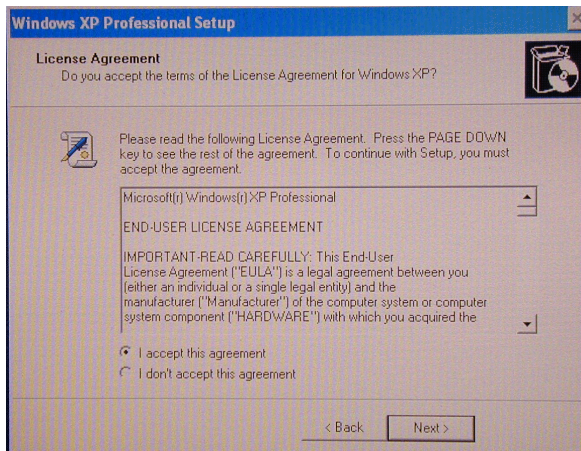 Windows XP Professional Setup
License Agreement
Do you accept the terms of the License Agreement for Windows XP?
Please read the following License Agreement. Press the PAGE DOWN
key to see the rest of the agreement. To continue with Setup, you must
accept the agreement.
Microsoft(r) Windows(r) XP Professional
END-USER LICENSE AGREEMENT
IMPORTANT-READ CAREFULLY: This End-User
License Agreement ("EULA") is a legal agreement between you
(either an individual or a single legal entity) and the
manufacturer ("Manufacturer") of the computer system or computer
system component ("HARDWARE") with which you acquired the
I accept this agreement
I don't accept this agreement
< Back
Next >